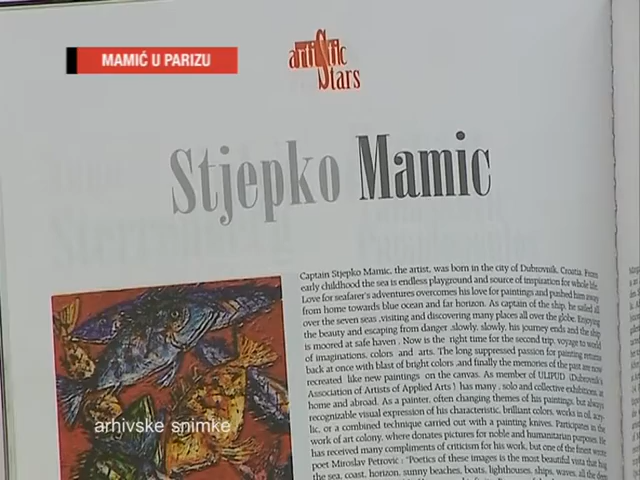 MAMIĆ U PARIZU
artistic
Stars
Stjepko Mamic
Captain Stjepko Mamic, the artist, was born in the city of Dubrovnik, Croatia. From
early childhood the sea is endless playground and source of inspiration for whole life.
Love for seafarer's adventures overcomes his love for paintings and pushed him away
from home towards blue ocean and far horizon. As captain of the ship, he sailed all
over the seven seas ,visiting and discovering many places all over the globe. Enjoying
the beauty and escaping from danger ,slowly, slowly, his journey ends and the ship
is moored at safe haven . Now is the right time for the second trip, voyage to world
of imaginations, colors and arts. The long suppressed passion for painting returns
back at once with blast of bright colors ,and finally the memories of the past are now
recreated like new paintings on the canvas. As member of ULUPUD (Dubrovnik's
Association of Artists of Applied Arts ) has many , solo and collective exhibitions, at
home and abroad. As a painter, often changing themes of his paintings, but always
recognizable visual expression of his characteristic, brilliant colors, works in oil, acry-
lic, or a combined technique carried out with a painting knives. Participates in the
work of art colony, where donates pictures for noble and humanitarian purposes. He
has received many compliments of criticism for his work, but one of the finest wrote
poet Miroslav Petrović : "Poetics of these images is the most beautiful vista that hug
the sea, coast, horizon, sunny beaches, boats, lighthouses, ships, waves, all the deep
arhivske snimke